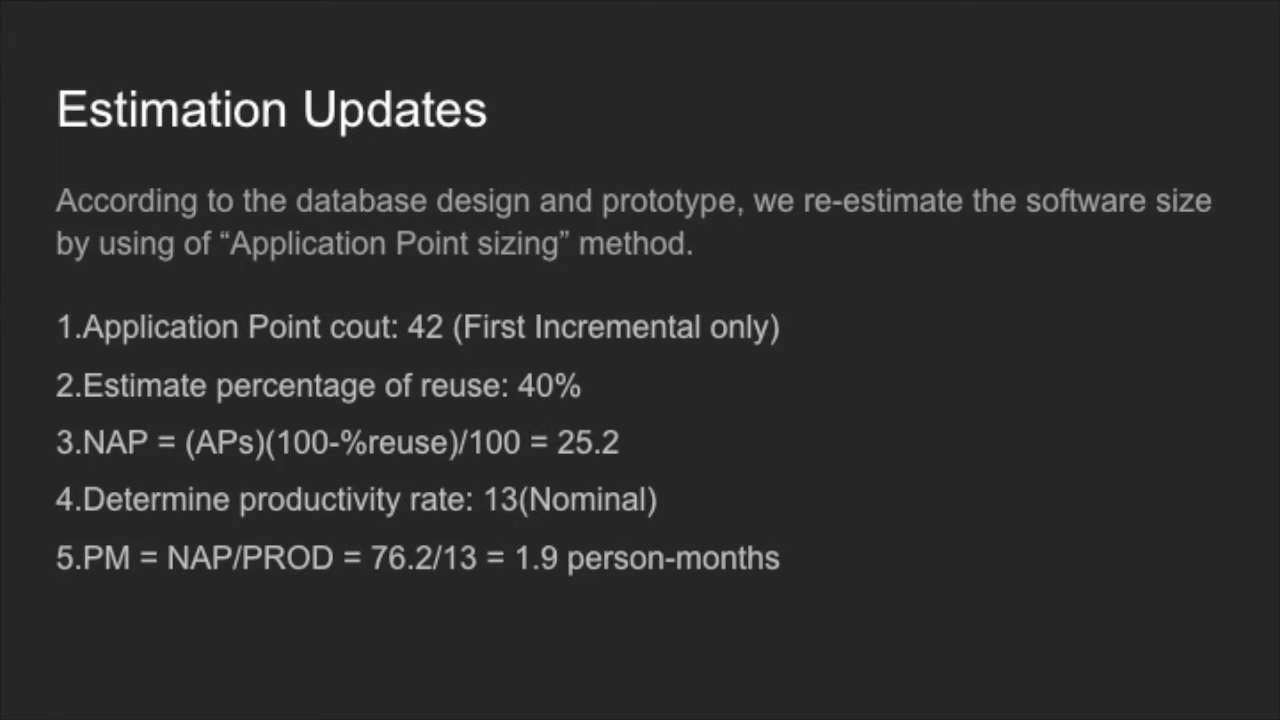 Estimation Updates
According to the database design and prototype, we re-estimate the software size
by using of “Application Point sizing” method.
1.Application Point cout: 42 (First Incremental only)
2.Estimate percentage of reuse: 40%
3.NAP = (APs)(100-%reuse)/100 = 25.2
4.Determine productivity rate: 13(Nominal)
5.PM = NAP/PROD = 76.2/13 = 1.9 person-months